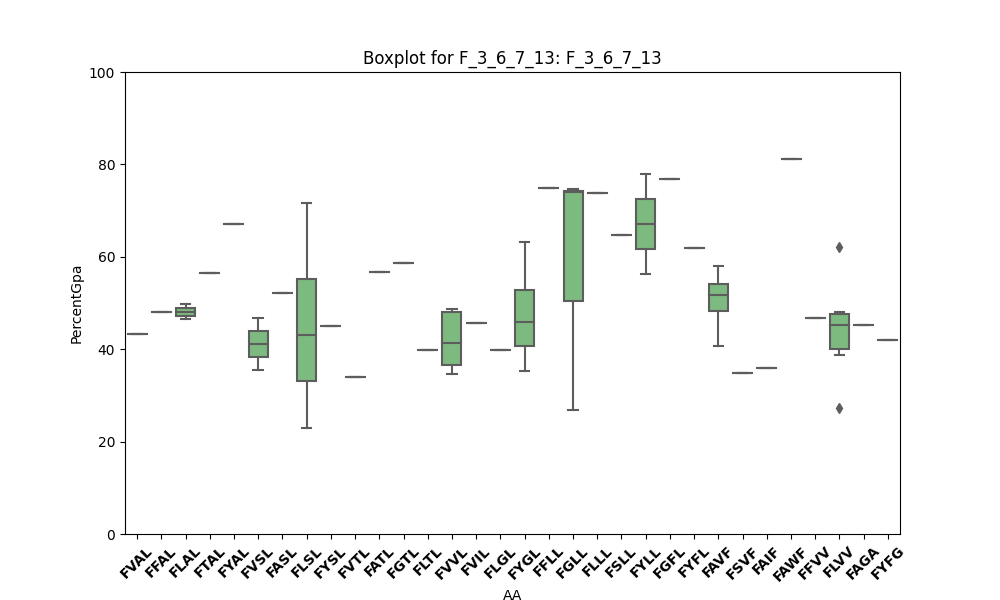 Boxplot for F_3_6_7_13: F_3_6_7_13
PercentGpa
100
80
60
40
20
0
FVAL FFAL FLAL FTAL FYAL FVSL FASL FLSL FYSL FVTL FATL FGTL FLTL FVVL FVIL FLGL FYGL FFLL FGLL FLLL FSLL FYLL FGFL FYFL FAVF FSVF FAIF FAWF FFVV FLVV FAGA FYFG
AA